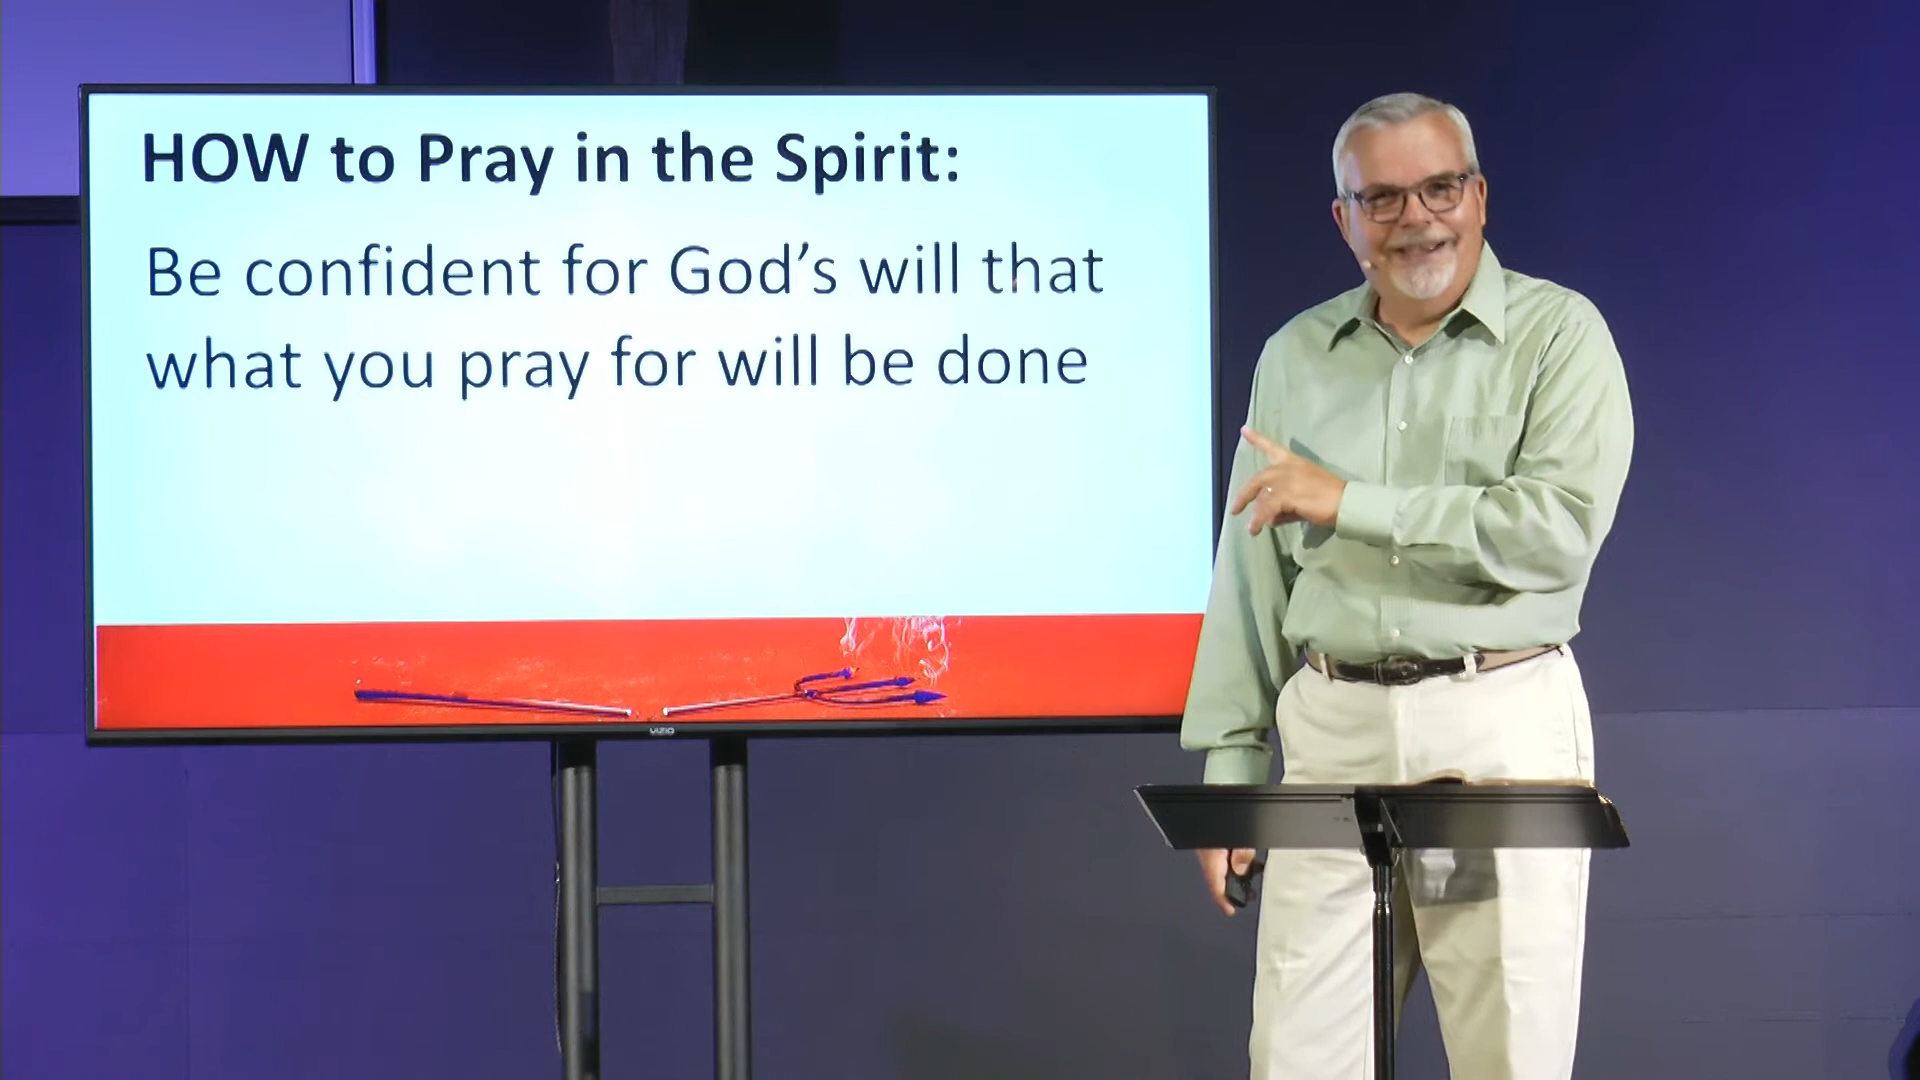 HOW to Pray in the Spirit:
Be confident for God’s will that
what you pray for will be done
VIZIO